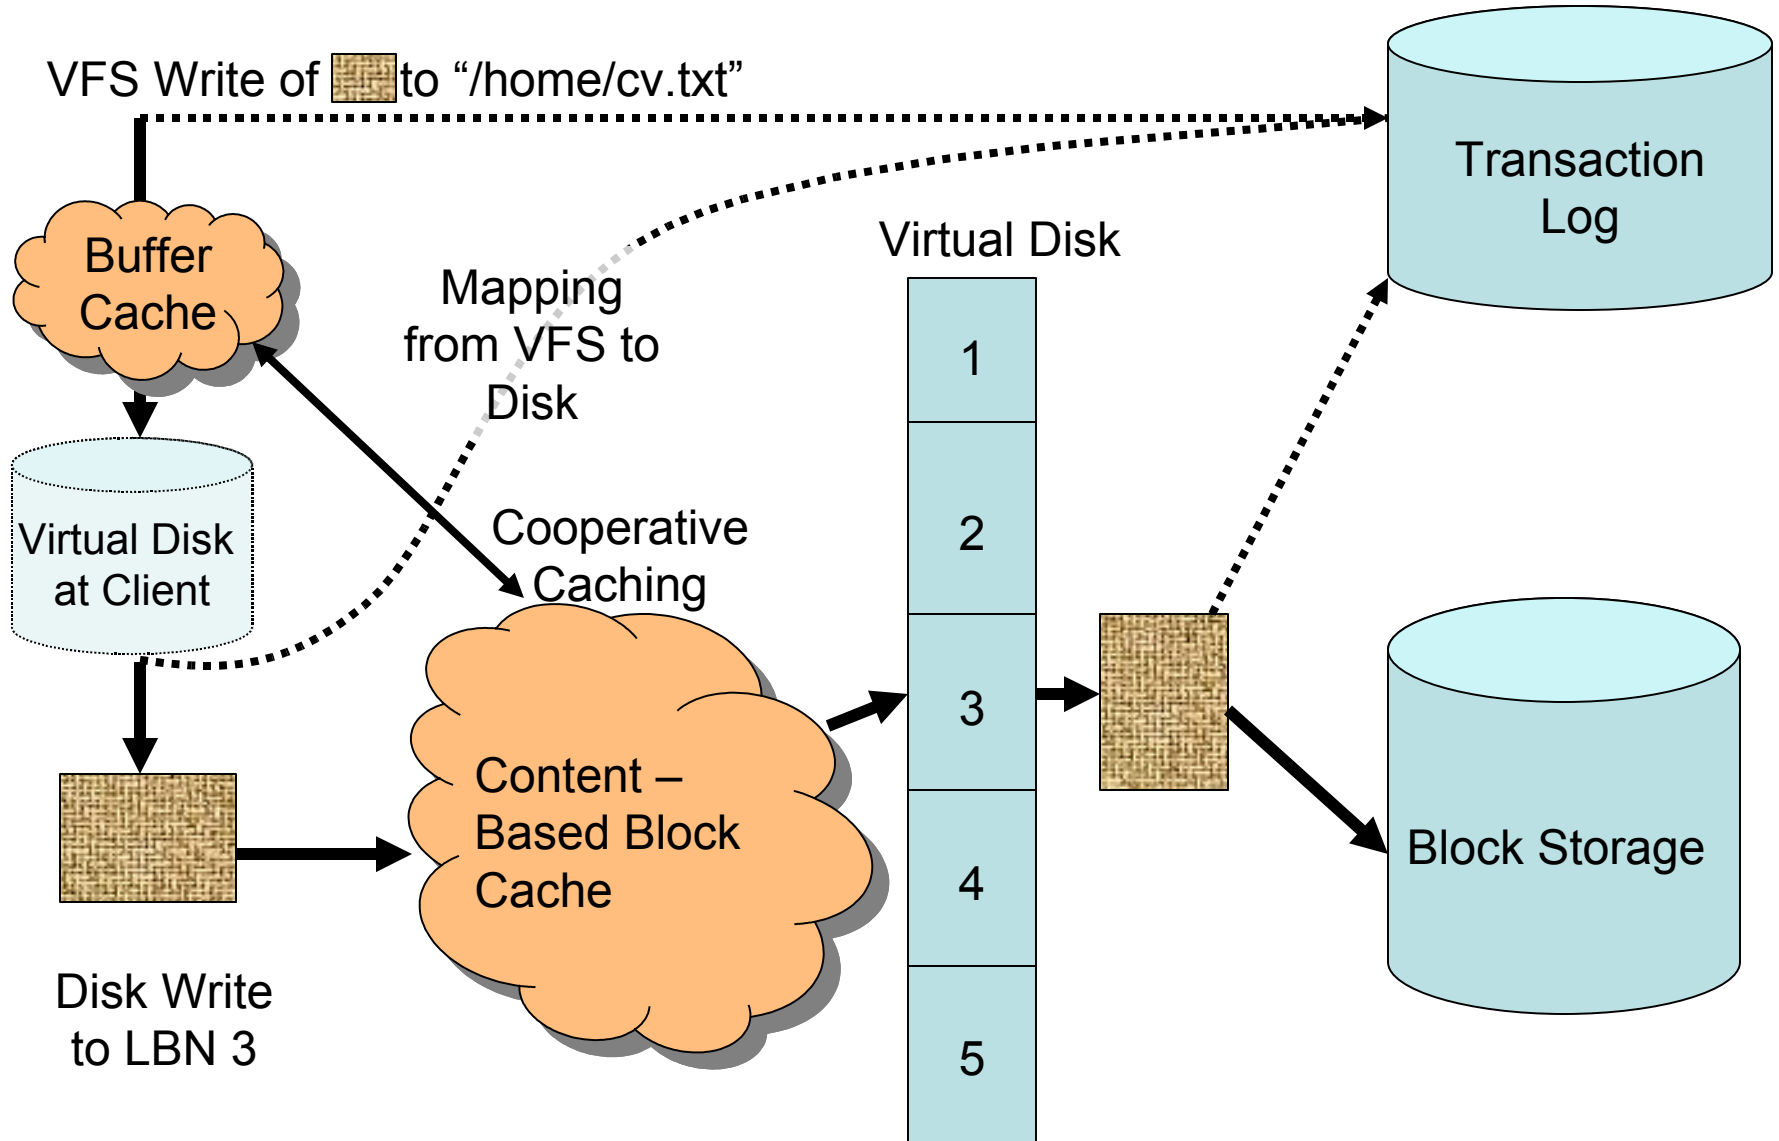 VFS Write of to “/home/cv.txt”
Transaction
Log
Buffer
Cache
Mapping
from VFS to
Disk
Virtual Disk
1
2
3
4
5
Virtual Disk
at Client
Cooperative
Caching
Content –
Based Block
Cache
Block Storage
Disk Write
to LBN 3